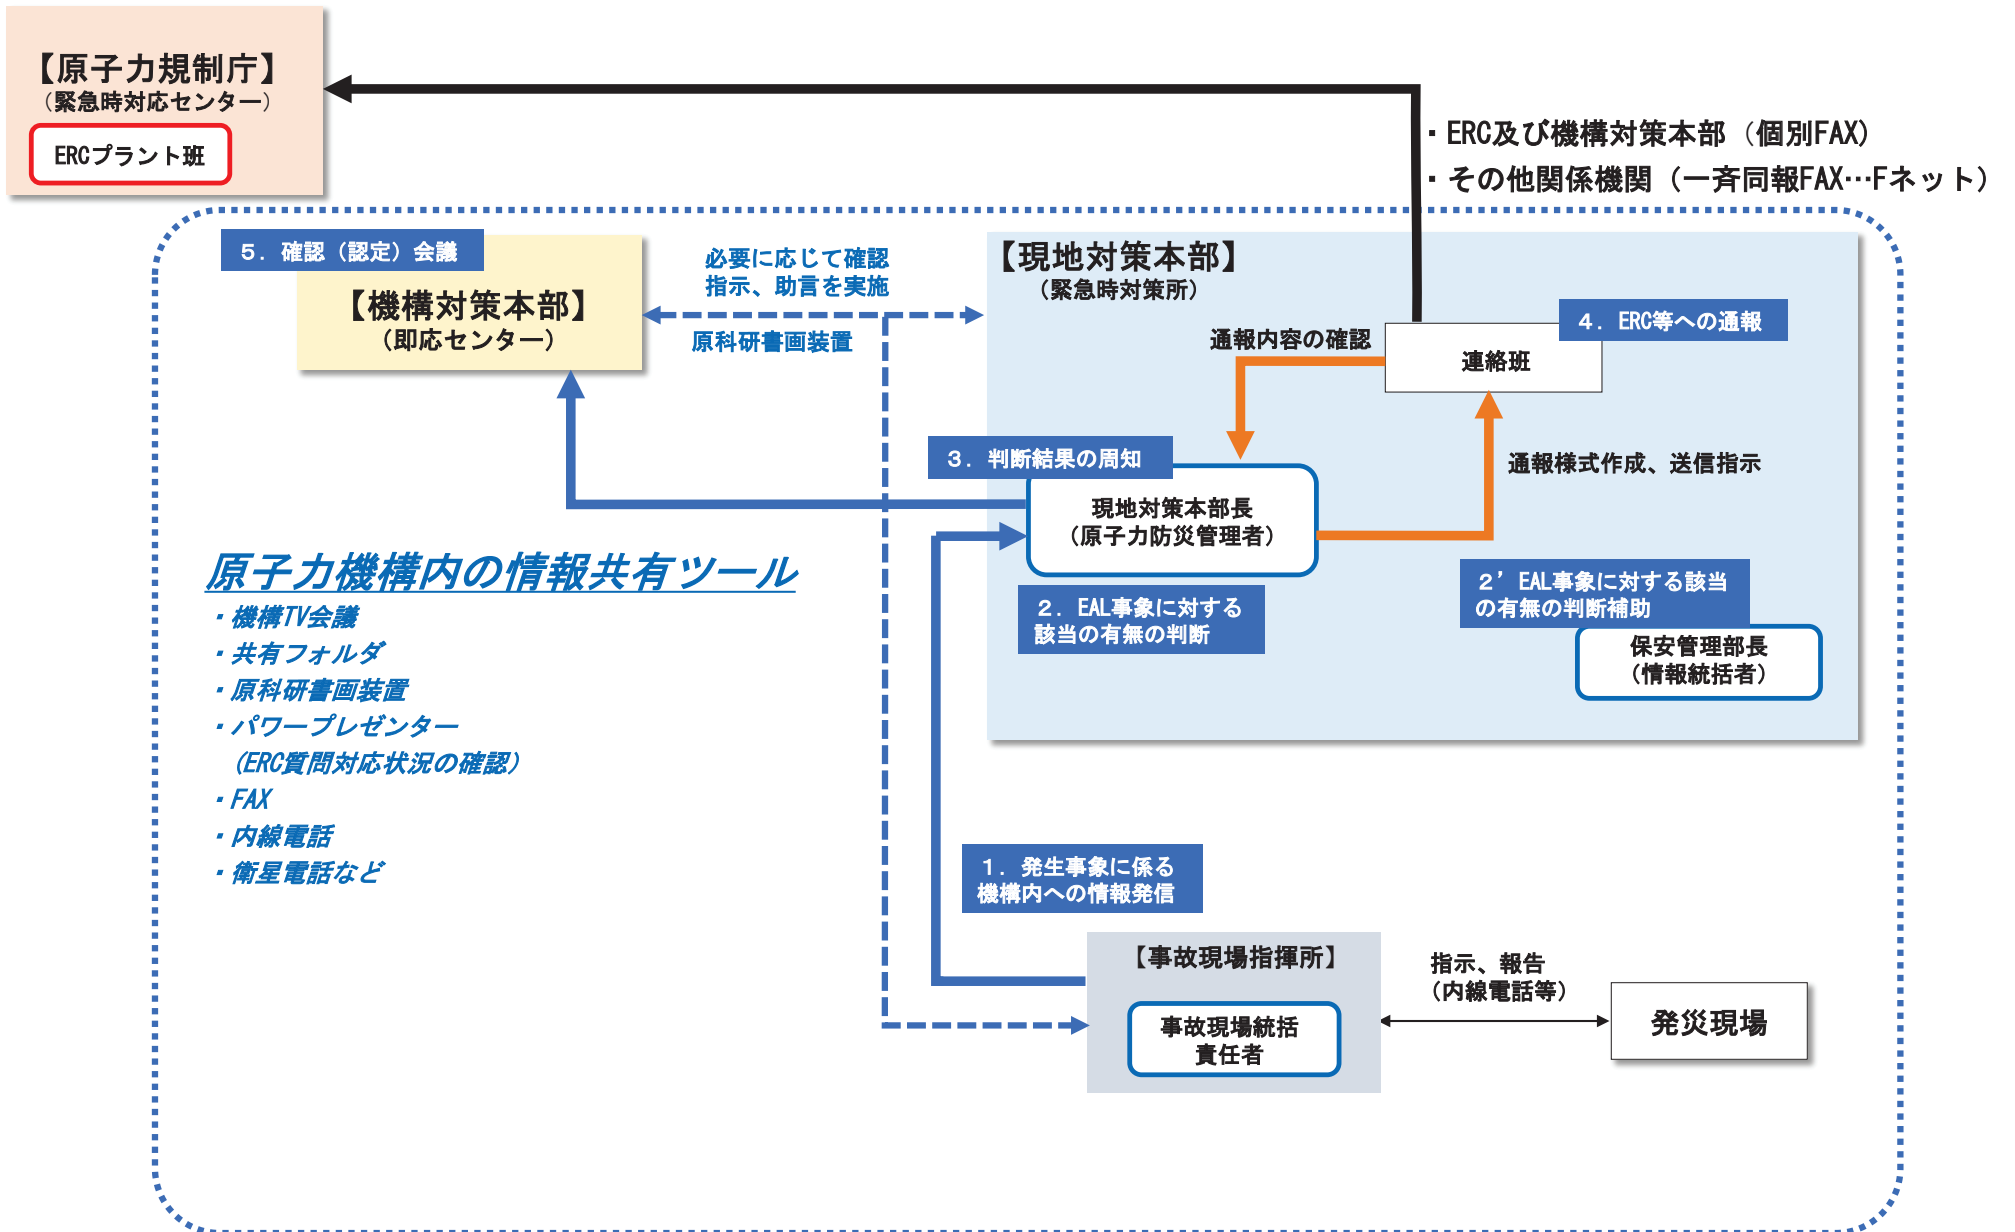 【原子力規制庁】
（緊急時対応センター）
ERCプラント班
・ERC及び機構対策本部（個別FAX）
・その他関係機関（一斉同報FAX…Fネット）
５．確認（認定）会議
【機構対策本部】
（即応センター）
必要に応じて確認
指示、助言を実施
原科研書画装置
【現地対策本部】
（緊急時対策所）
４．ERC等への通報
連絡班
通報内容の確認
通報様式作成、送信指示
３．判断結果の周知
現地対策本部長
（原子力防災管理者）
２．EAL事象に対する
該当の有無の判断
２’EAL事象に対する該当
の有無の判断補助
保安管理部長
（情報統括者）
原子力機構内の情報共有ツール
・機構TV会議
・共有フォルダ
・原科研書画装置
・パワープレゼンター
（ERC質問対応状況の確認）
・FAX
・内線電話
・衛星電話など
１．発生事象に係る
機構内への情報発信
【事故現場指揮所】
事故現場統括
責任者
指示、報告
（内線電話等）
発災現場